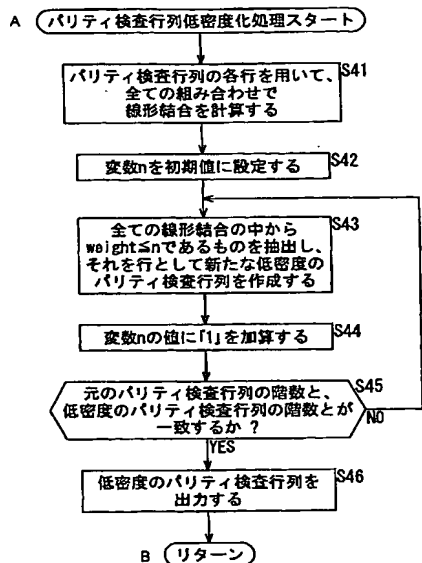 A パリティ検査行列低密度化処理スタート
S41
パリティ検査行列の各行を用いて、
全ての組み合わせで
線形結合を計算する
S42
変数nを初期値に設定する
S43
全ての線形結合の中から
weight≦nであるものを抽出し、
それを行として新たな低密度の
パリティ検査行列を作成する
S44
変数nの値に「1」を加算する
S45
元のパリティ検査行列の階数と、
低密度のパリティ検査行列の階数とが
一致するか ?
NO
YES
S46
低密度のパリティ検査行列を
出力する
B リターン